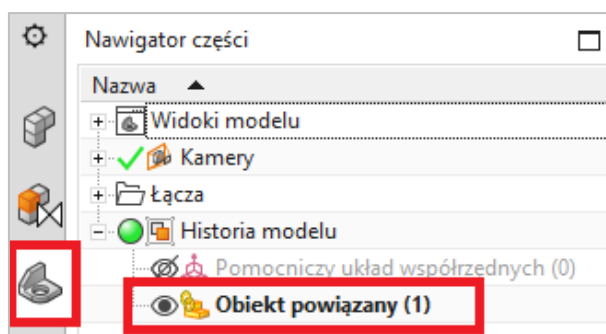 Nawigator części
Nazwa
Widoki modelu
Kamery
Łącza
Historia modelu
Pomocniczy układ współrzędnych (0)
Obiekt powiązany (1)